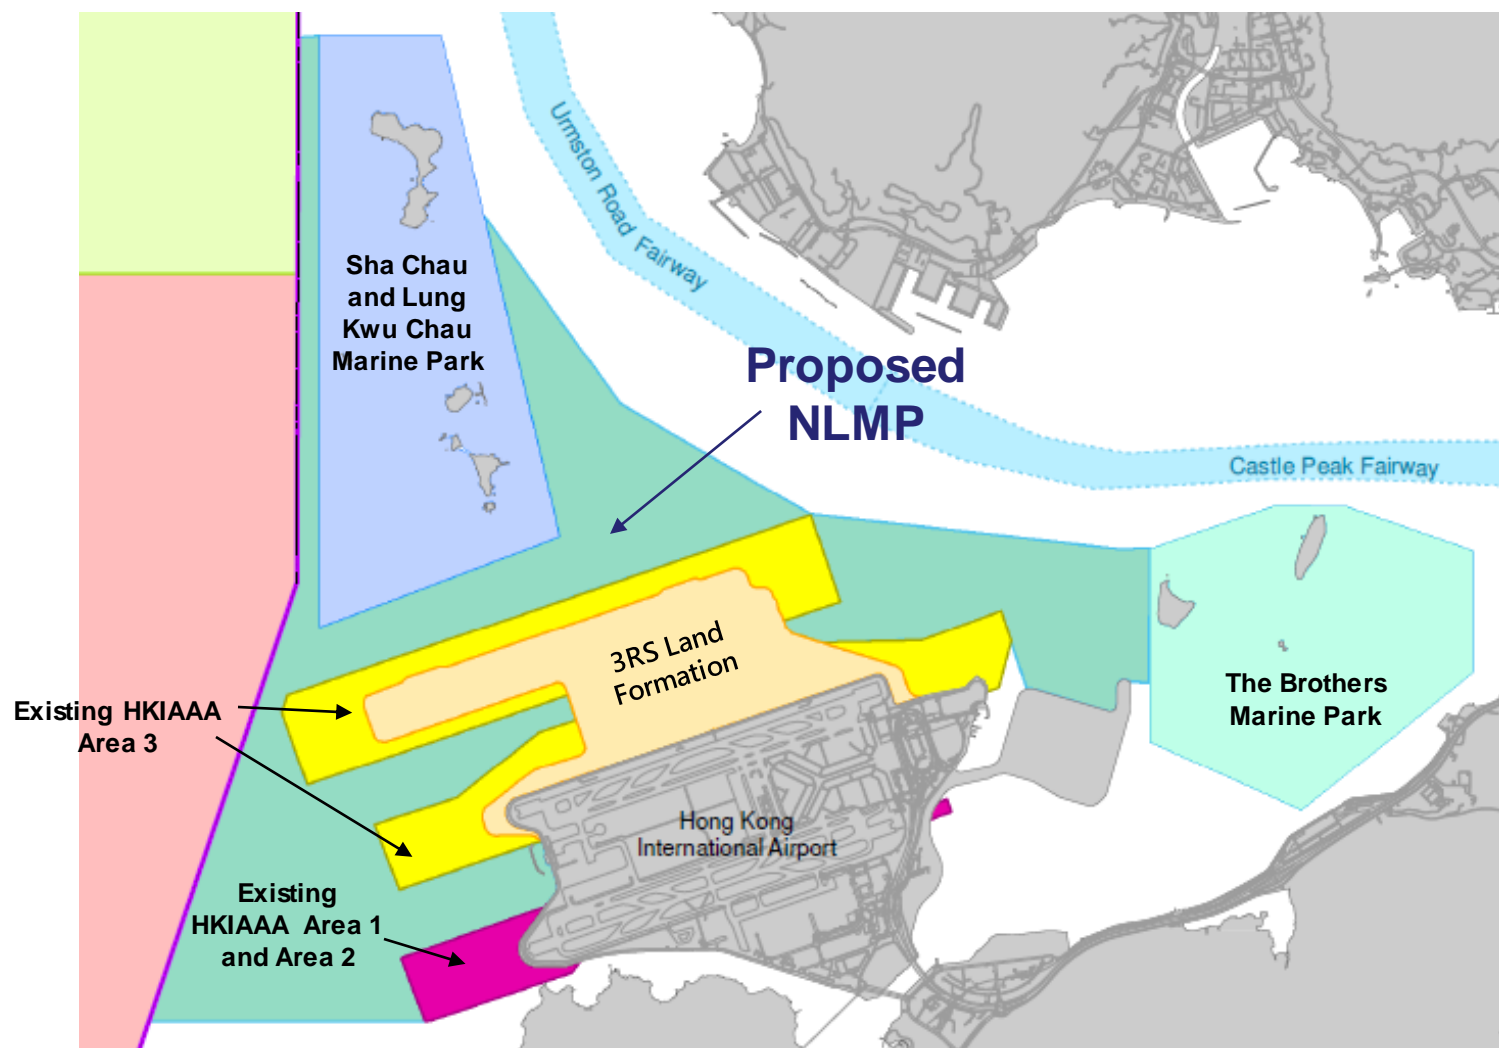 Urmston Road Fairway
Sha Chau
and Lung
Kwu Chau
Marine Park
Proposed
NLMP
Castle Peak Fairway
3RS Land
Formation
The Brothers
Marine Park
Existing HKIAAA
Area 3
Hong Kong
International Airport
Existing
HKIAAA Area 1
and Area 2